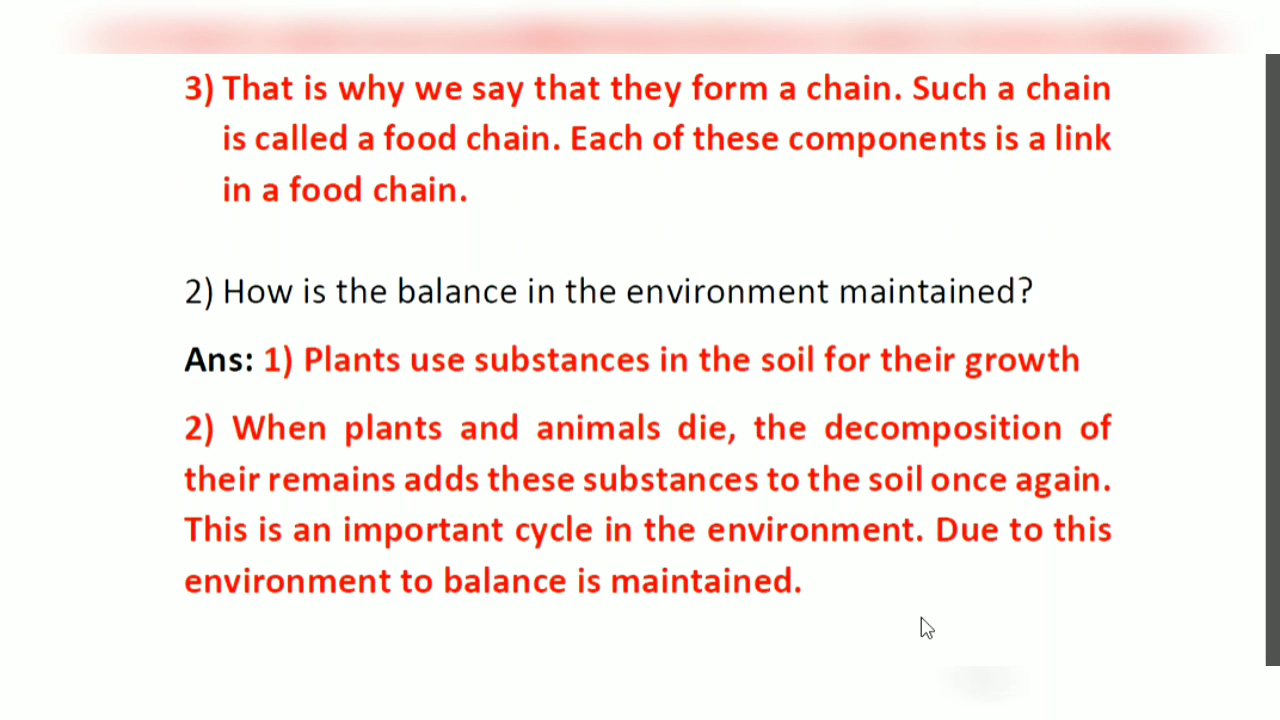 3) That is why we say that they form a chain. Such a chain
is called a food chain. Each of these components is a link
in a food chain.
2) How is the balance in the environment maintained?
Ans: 1) Plants use substances in the soil for their growth
2) When plants and animals die, the decomposition of
their remains adds these substances to the soil once again.
This is an important cycle in the environment. Due to this
environment to balance is maintained.